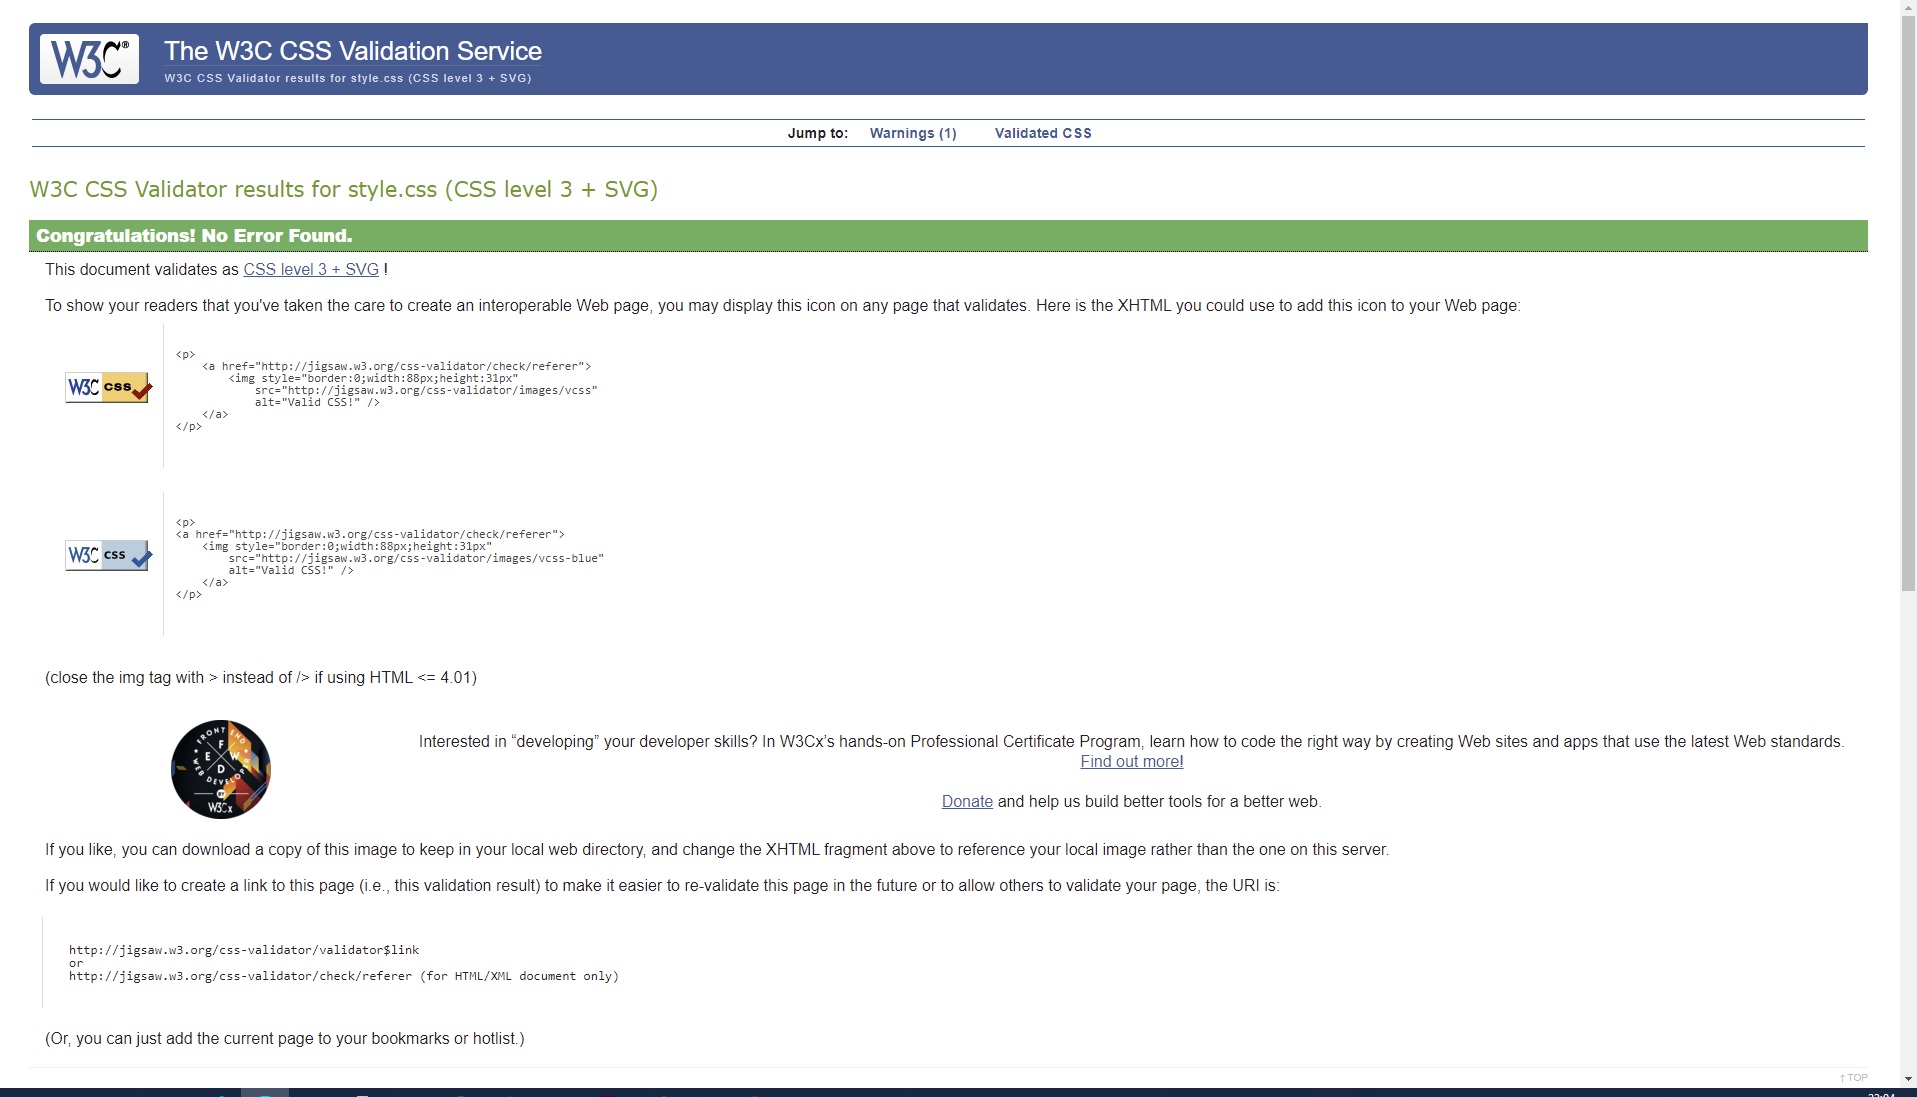 W3C®
The W3C CSS Validation Service
W3C CSS Validator results for style.css (CSS level 3 + SVG)
Jump to: Warnings (1) Validated CSS
W3C CSS Validator results for style.css (CSS level 3 + SVG)
Congratulations! No Error Found.
This document validates as CSS level 3 + SVG !
To show your readers that you've taken the care to create an interoperable Web page, you may display this icon on any page that validates. Here is the XHTML you could use to add this icon to your Web page:
W3C css
<p>
<a href="http://jigsaw.w3.org/css-validator/check/referer">
<img style="border:0;width:88px;height:31px"
src="http://jigsaw.w3.org/css-validator/images/vcss"
alt="Valid CSS!" />
</a>
</p>
W3C css
<p>
<a href="http://jigsaw.w3.org/css-validator/check/referer">
<img style="border:0;width:88px;height:31px"
src="http://jigsaw.w3.org/css-validator/images/vcss-blue"
alt="Valid CSS!" />
</a>
</p>
(close the img tag with > instead of /> if using HTML <= 4.01)
FRONT END
F
E W
D
WEB DEVELOPER
BY
W3Cx
Interested in “developing” your developer skills? In W3Cx’s hands-on Professional Certificate Program, learn how to code the right way by creating Web sites and apps that use the latest Web standards.
Find out more!
Donate and help us build better tools for a better web.
If you like, you can download a copy of this image to keep in your local web directory, and change the XHTML fragment above to reference your local image rather than the one on this server.
If you would like to create a link to this page (i.e., this validation result) to make it easier to re-validate this page in the future or to allow others to validate your page, the URI is:
http://jigsaw.w3.org/css-validator/validator$link
or
http://jigsaw.w3.org/css-validator/check/referer (for HTML/XML document only)
(Or, you can just add the current page to your bookmarks or hotlist.)
↑ TOP